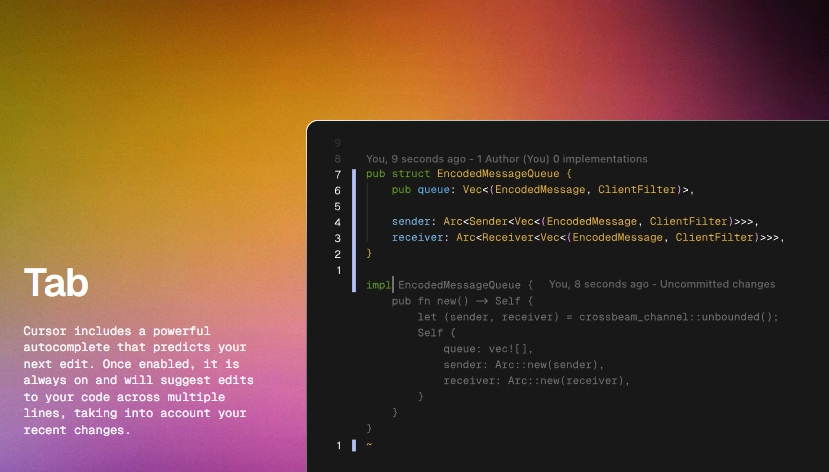 Tab
Cursor includes a powerful
autocomplete that predicts your
next edit. Once enabled, it is
always on and will suggest edits
to your code across multiple
lines, taking into account your
recent changes.
9
8 You, 9 seconds ago - 1 Author (You) 0 implementations
7 pub struct EncodedMessageQueue {
6 pub queue: Vec<(EncodedMessage, ClientFilter)>,
5
4 sender: Arc<Sender<Vec<(EncodedMessage, ClientFilter)>>>,
3 receiver: Arc<Receiver<Vec<(EncodedMessage, ClientFilter)>>>,
2 }
1
impl EncodedMessageQueue { You, 8 seconds ago - Uncommitted changes
pub fn new() → Self {
let (sender, receiver) = crossbeam_channel::unbounded();
Self {
queue: vec![],
sender: Arc::new(sender),
receiver: Arc::new(receiver),
}
}
}
1 ~